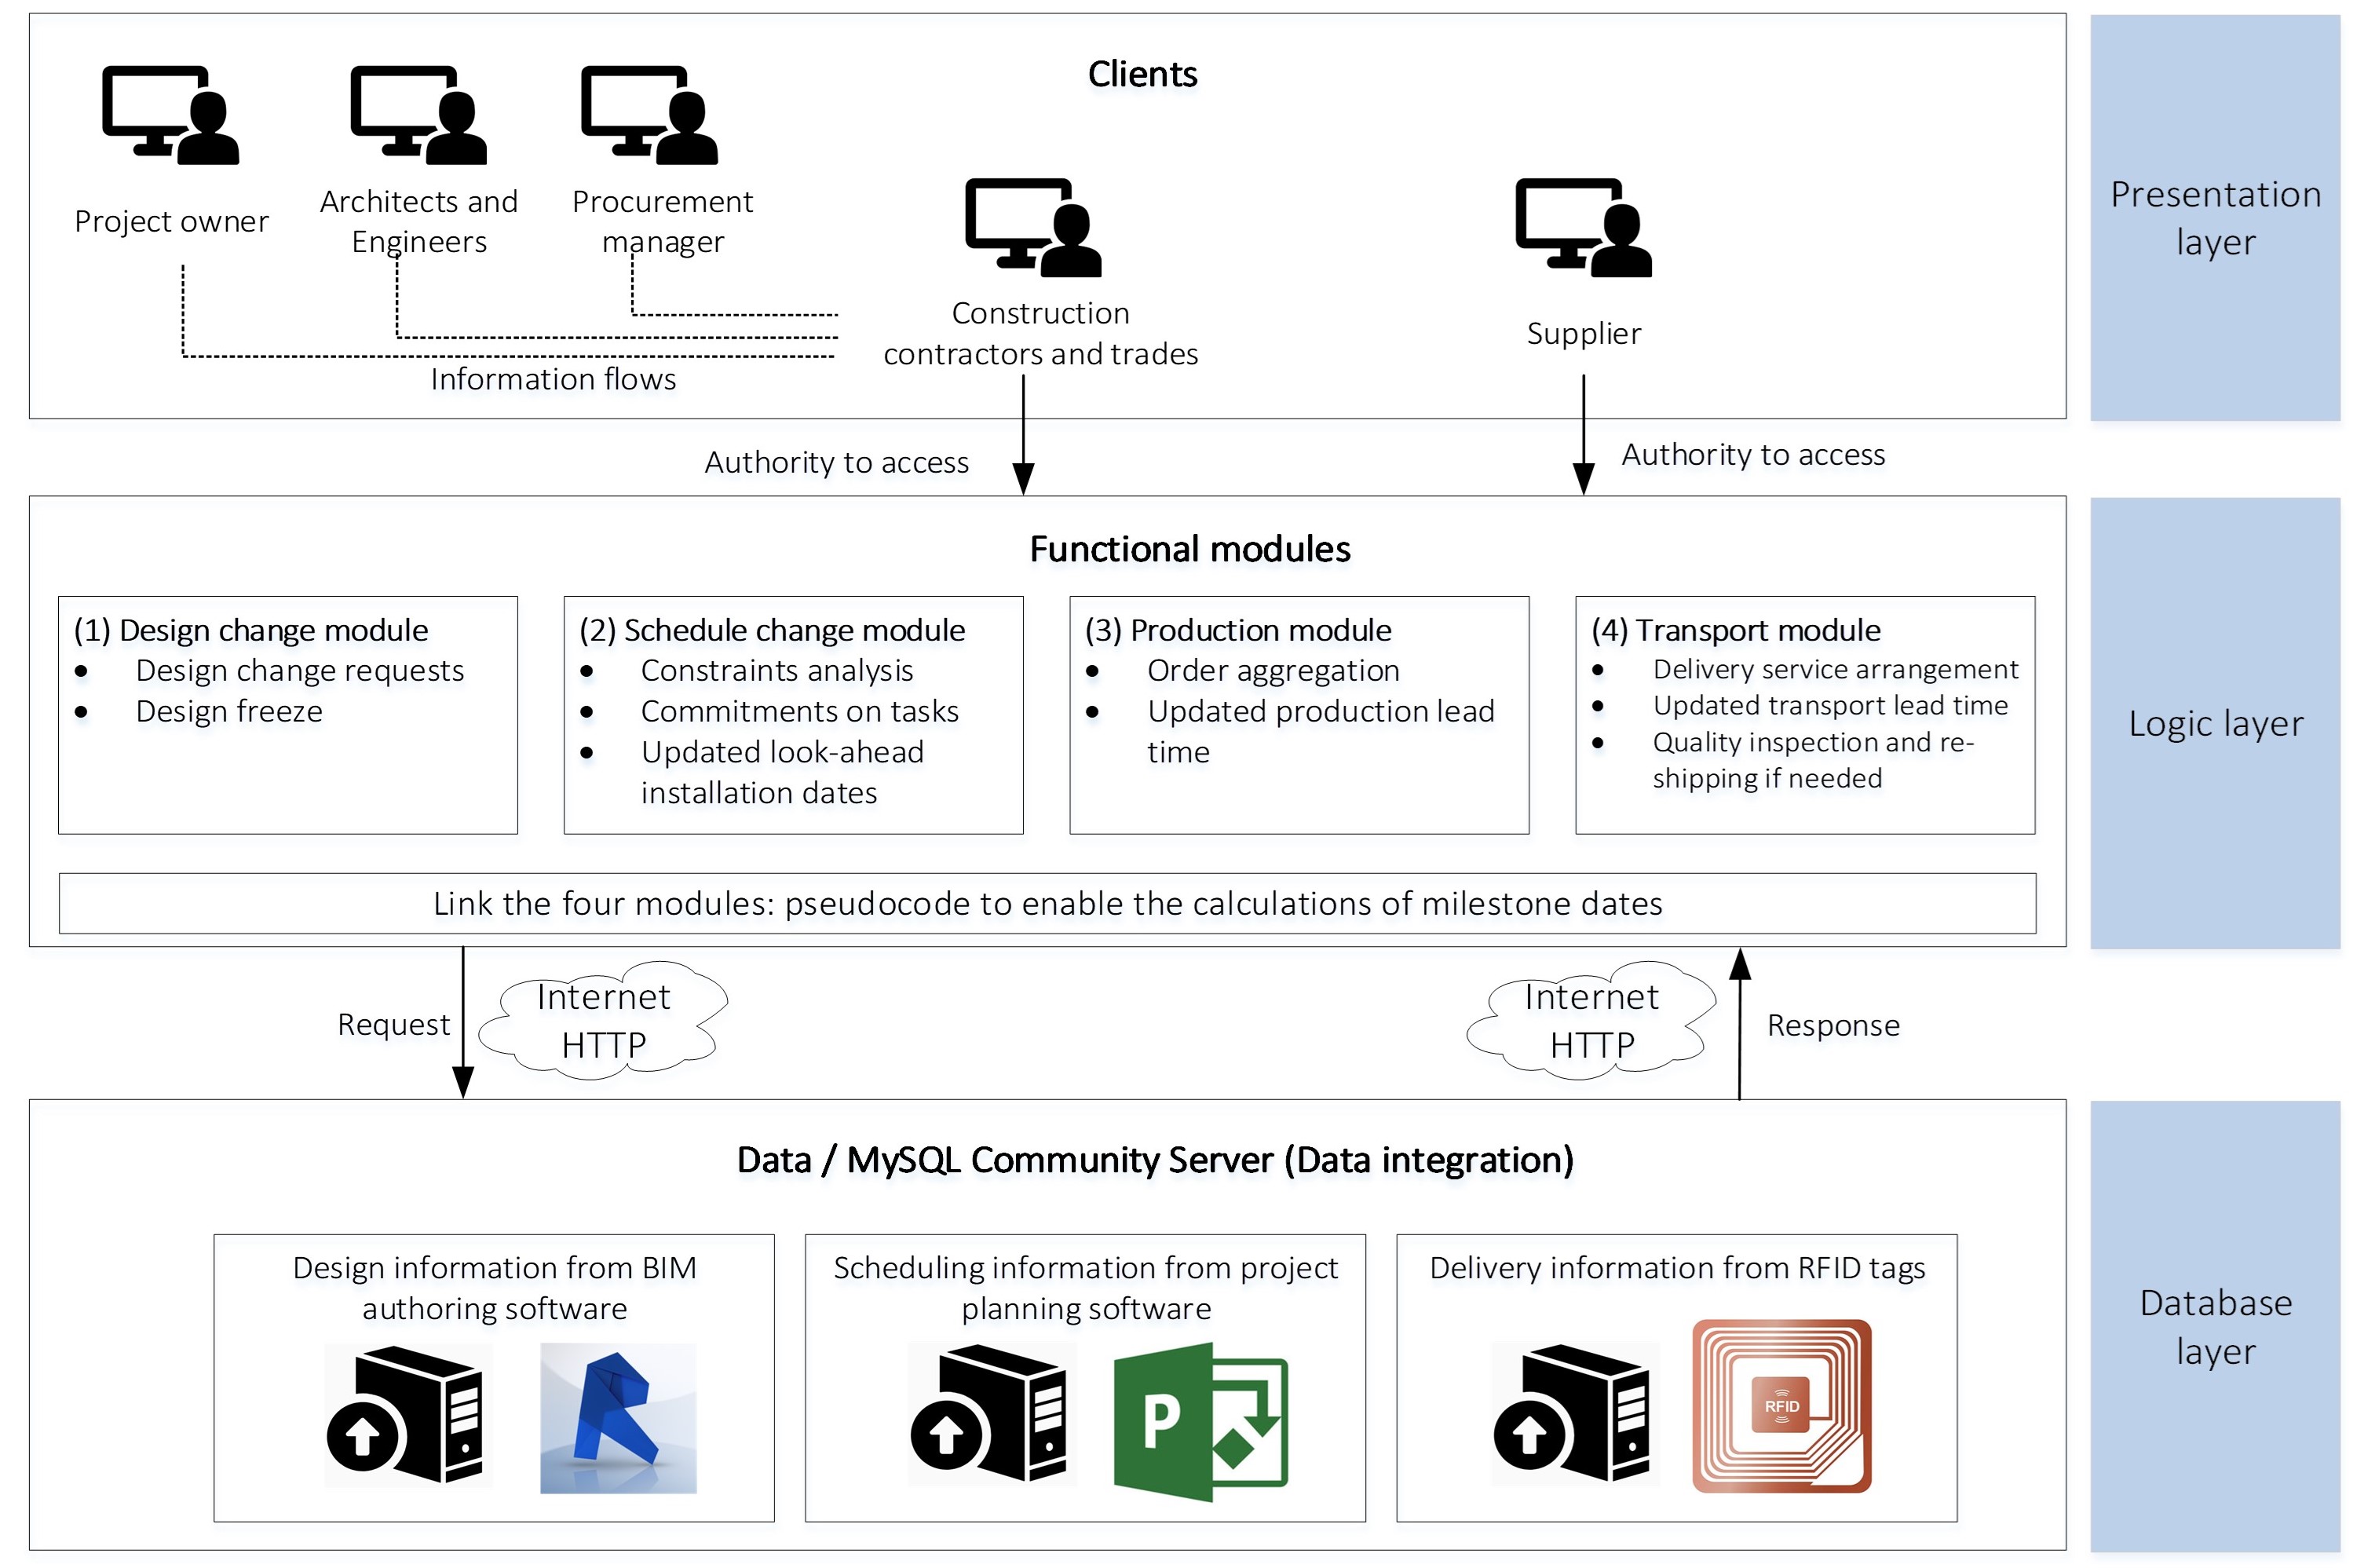 Clients
Project owner
Architects and
Engineers
Procurement
manager
Construction
contractors and trades
Supplier
Information flows
Presentation
layer
Authority to access
Authority to access
Functional modules
(1) Design change module
• Design change requests
• Design freeze
(2) Schedule change module
• Constraints analysis
• Commitments on tasks
• Updated look-ahead
installation dates
(3) Production module
• Order aggregation
• Updated production lead
time
(4) Transport module
• Delivery service arrangement
• Updated transport lead time
• Quality inspection and re-
shipping if needed
Link the four modules: pseudocode to enable the calculations of milestone dates
Logic layer
Request
Internet
HTTP
Internet
HTTP
Response
Data / MySQL Community Server (Data integration)
Design information from BIM
authoring software
Scheduling information from project
planning software
P
Delivery information from RFID tags
RFID
Database
layer